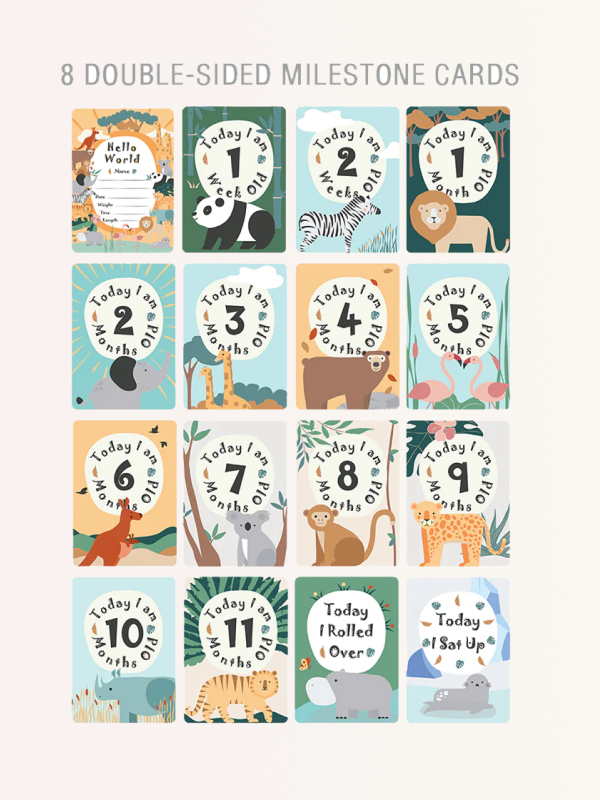 8 DOUBLE-SIDED MILESTONE CARDS
Hello
World
Name
Date
Weight
Time
Length
Today I am
1
Week Old
Today I am
2
Weeks Old
Today I am
1
Month Old
Today I am
2
Months Old
Today I am
3
Months Old
Today I am
4
Months Old
Today I am
5
Months Old
Today I am
6
Months Old
Today I am
7
Months Old
Today I am
8
Months Old
Today I am
9
Months Old
Today I am
10
Months Old
Today I am
11
Months Old
Today
I Rolled
Over
Today
I Sat Up